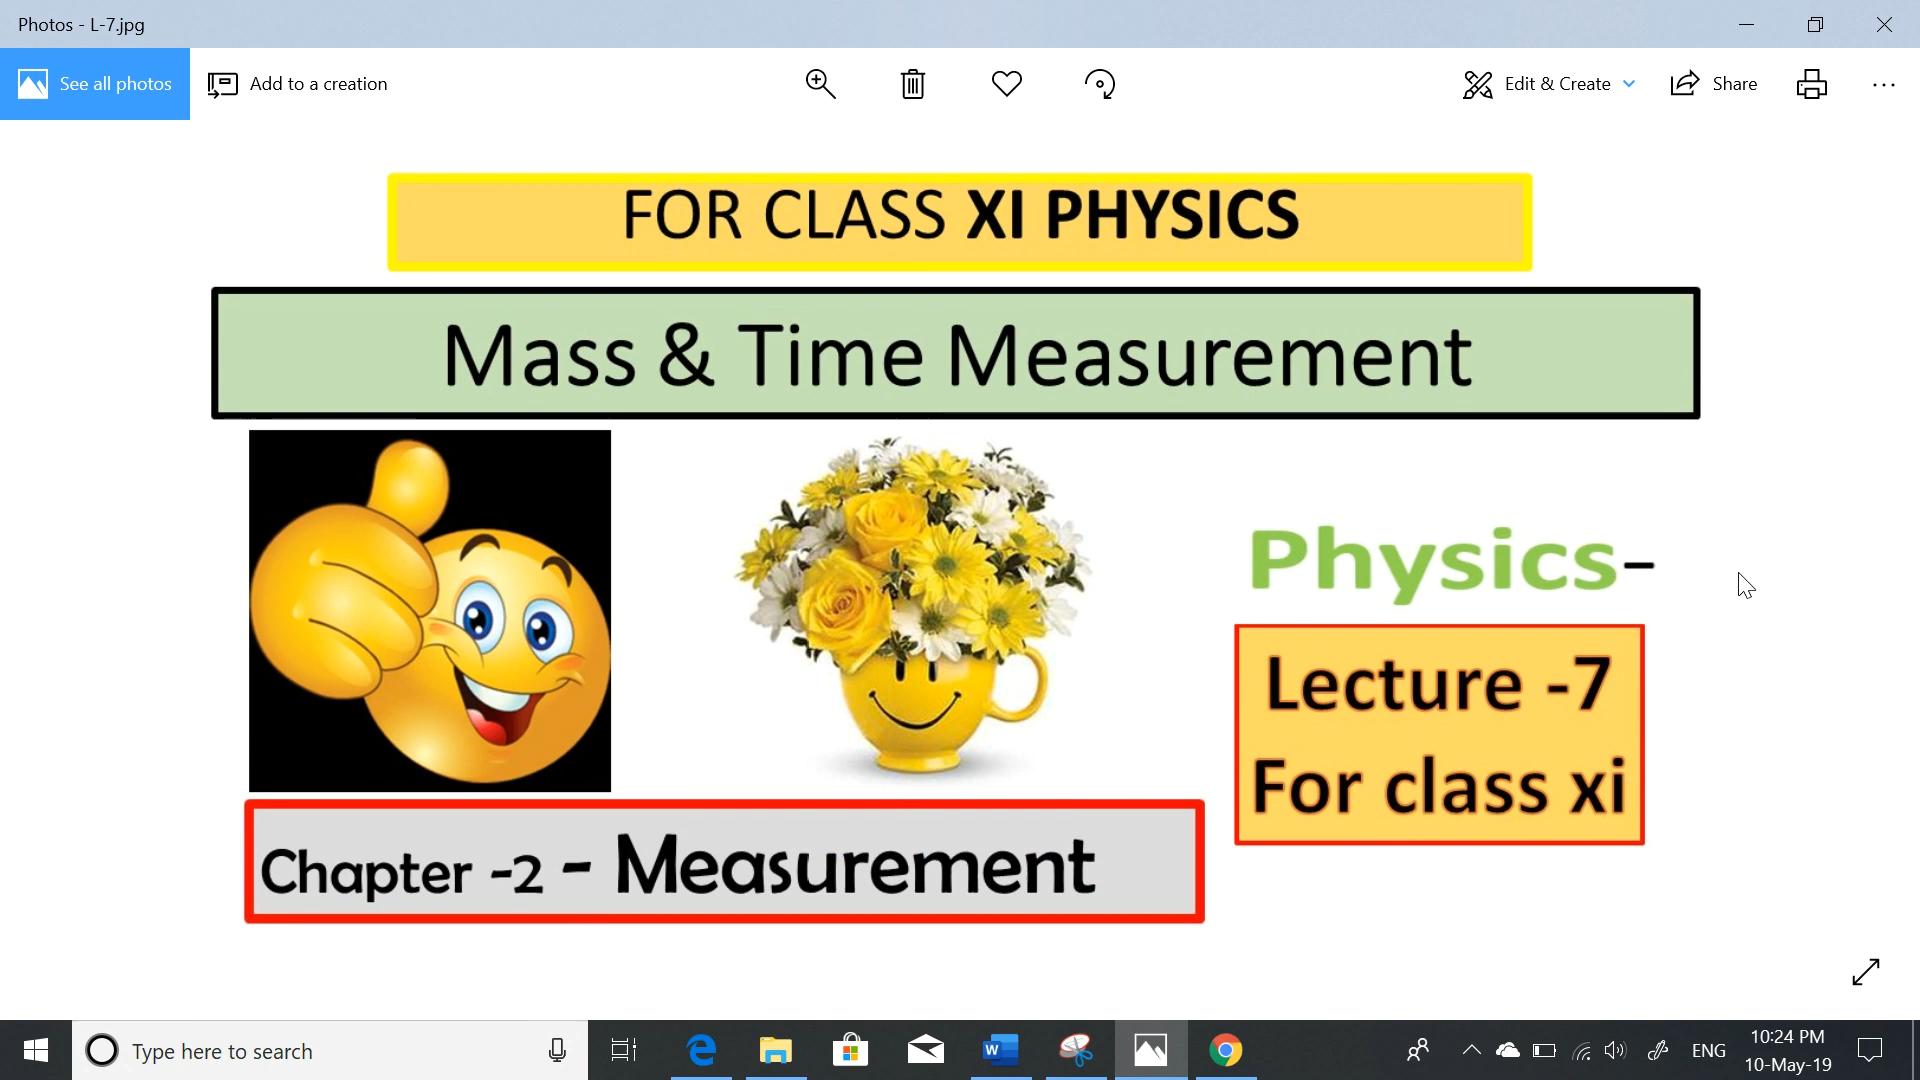 Photos - L-7.jpg
See all photos
Add to a creation
Edit & Create
Share
FOR CLASS XI PHYSICS
Mass & Time Measurement
Physics-
Lecture -7
For class xi
Chapter -2 - Measurement
Type here to search
ENG
10:24 PM
10-May-19